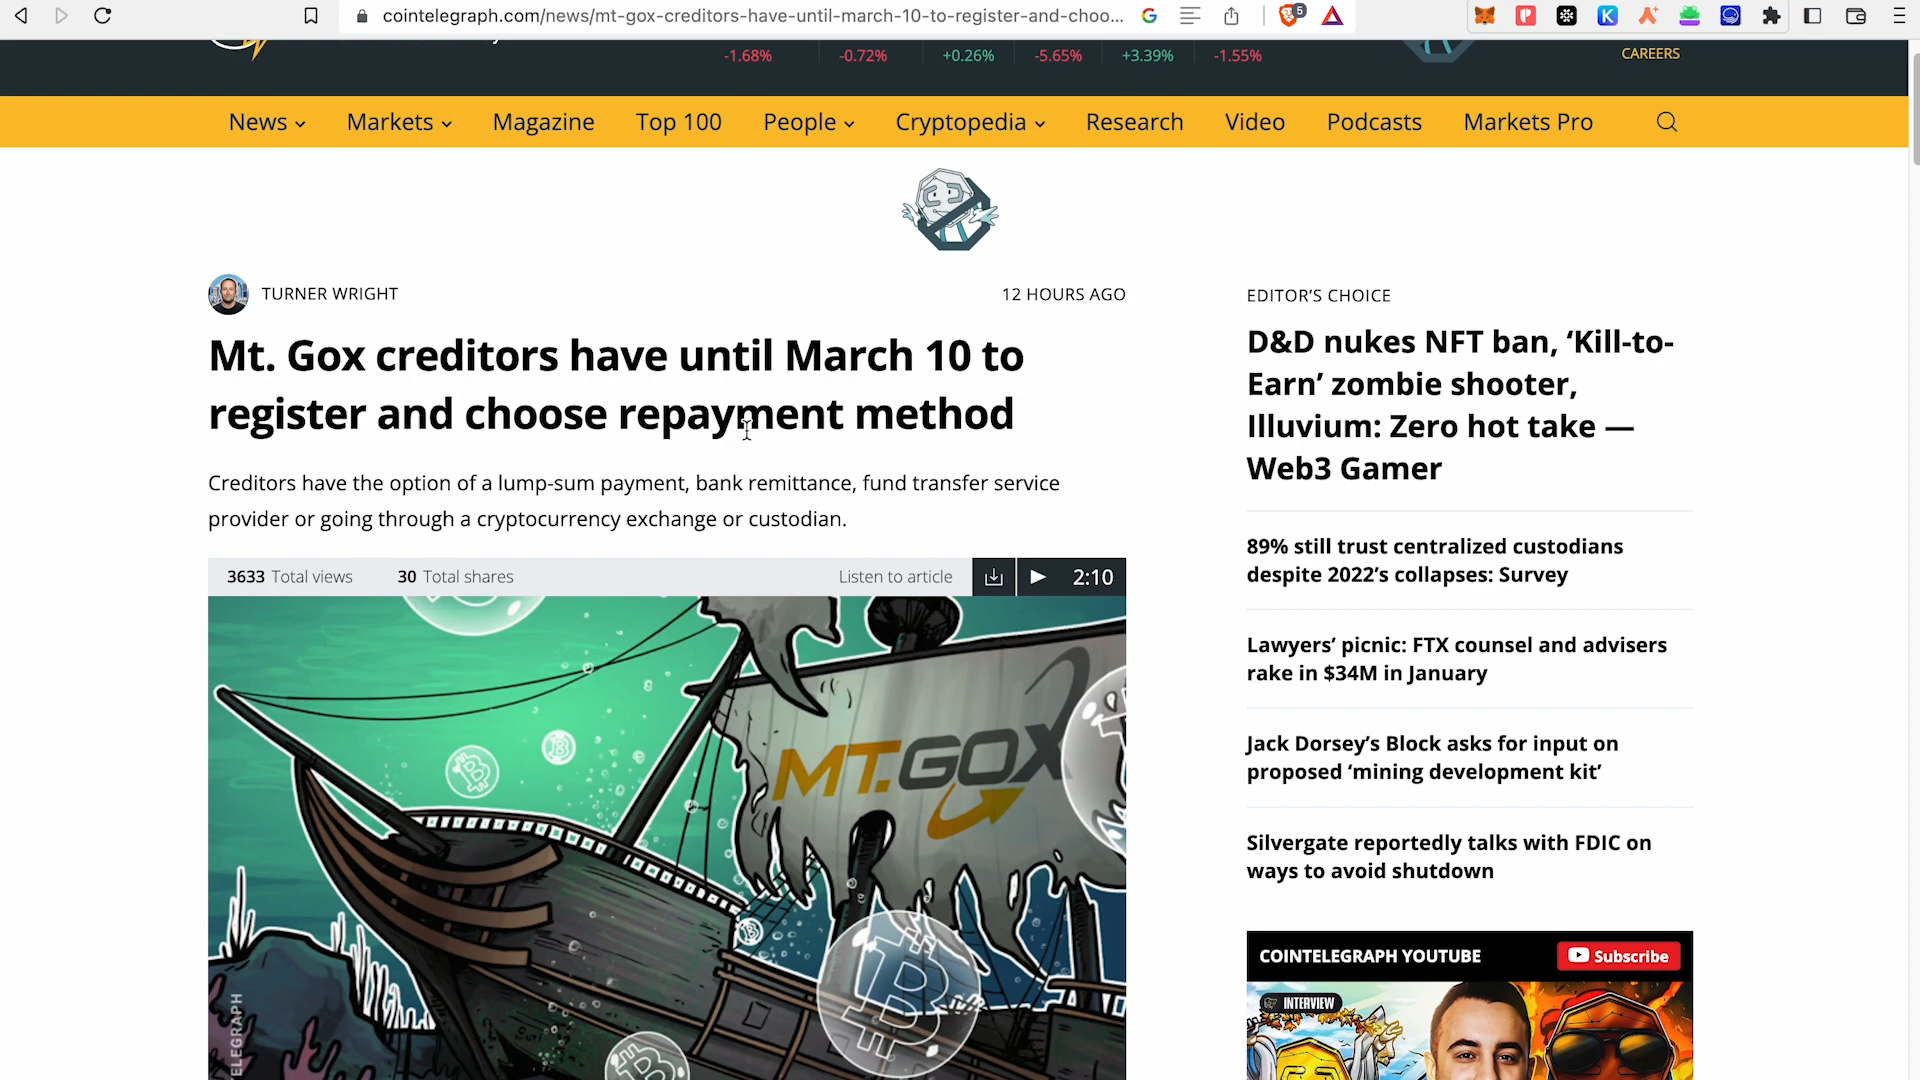 cointelegraph.com/news/mt-gox-creditors-have-until-march-10-to-register-and-choo...
5
-1.68%
-0.72%
+0.26%
-5.65%
+3.39%
-1.55%
CAREERS
News
Markets
Magazine
Top 100
People
Cryptopedia
Research
Video
Podcasts
Markets Pro
TURNER WRIGHT
12 HOURS AGO
Mt. Gox creditors have until March 10 to
register and choose repayment method
Creditors have the option of a lump-sum payment, bank remittance, fund transfer service
provider or going through a cryptocurrency exchange or custodian.
3633 Total views
30 Total shares
Listen to article
2:10
MT.GOX
ELEGRAPH
EDITOR'S CHOICE
D&D nukes NFT ban, ‘Kill-to-
Earn’ zombie shooter,
Illuvium: Zero hot take —
Web3 Gamer
89% still trust centralized custodians
despite 2022’s collapses: Survey
Lawyers’ picnic: FTX counsel and advisers
rake in $34M in January
Jack Dorsey’s Block asks for input on
proposed ‘mining development kit’
Silvergate reportedly talks with FDIC on
ways to avoid shutdown
COINTELEGRAPH YOUTUBE
Subscribe
INTERVIEW